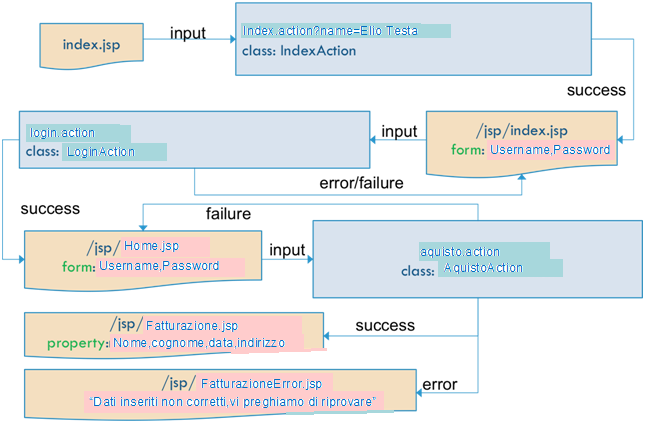 index.jsp
input
Index.action?name=Elio Testa
class: IndexAction
success
login.action
class: LoginAction
input
/jsp/index.jsp
form: Username,Password
error/failure
success
failure
/jsp/ Home.jsp
form: Username,Password
input
aquisto.action
class: AquistoAction
/jsp/ Fatturazione.jsp
property: Nome,cognome,data,indirizzo
success
/jsp/ FatturazioneError.jsp
“Dati inseriti non corretti,vi preghiamo di riprovare”
error